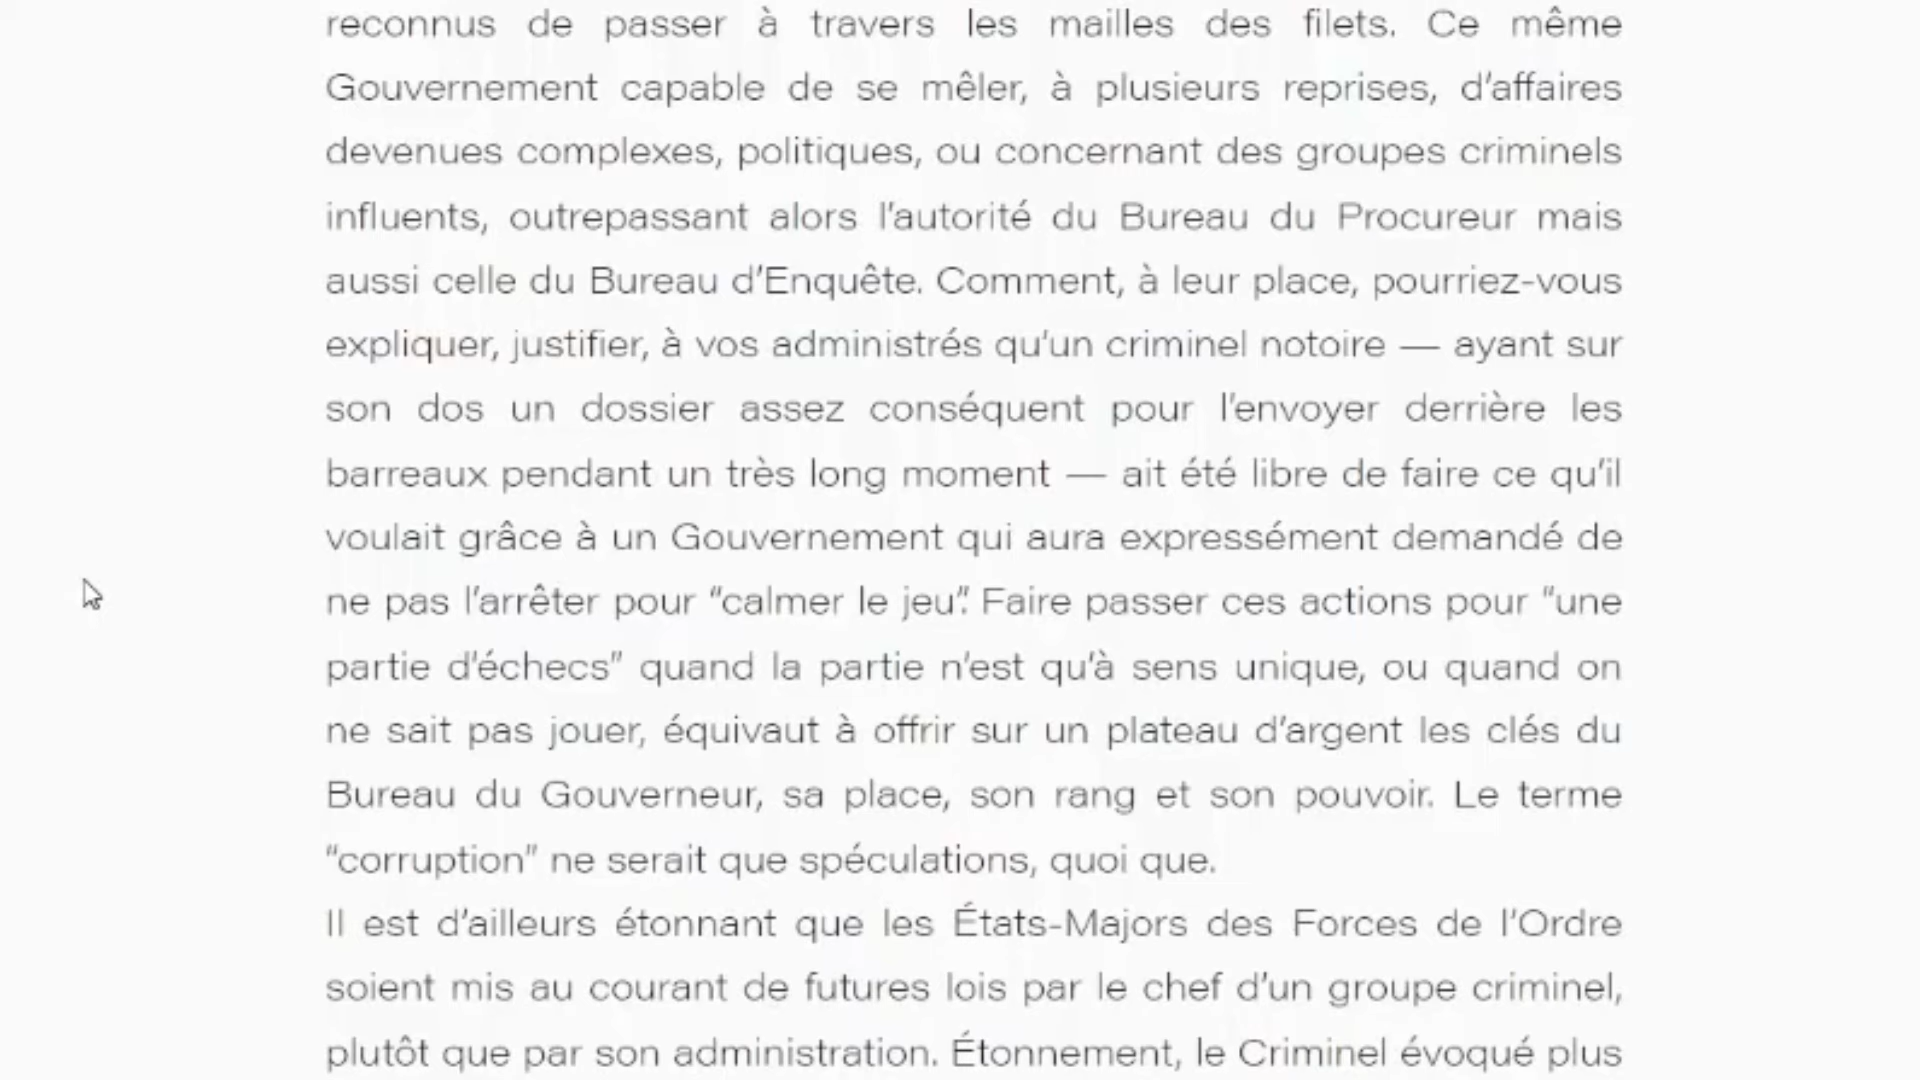 reconnus de passer à travers les mailles des filets. Ce même
Gouvernement capable de se mêler, à plusieurs reprises, d’affaires
devenues complexes, politiques, ou concernant des groupes criminels
influents, outrepassant alors l’autorité du Bureau du Procureur mais
aussi celle du Bureau d’Enquête. Comment, à leur place, pourriez-vous
expliquer, justifier, à vos administrés qu’un criminel notoire — ayant sur
son dos un dossier assez conséquent pour l’envoyer derrière les
barreaux pendant un très long moment — ait été libre de faire ce qu’il
voulait grâce à un Gouvernement qui aura expressément demandé de
ne pas l’arrêter pour “calmer le jeu”. Faire passer ces actions pour “une
partie d’échecs” quand la partie n’est qu’à sens unique, ou quand on
ne sait pas jouer, équivaut à offrir sur un plateau d’argent les clés du
Bureau du Gouverneur, sa place, son rang et son pouvoir. Le terme
“corruption” ne serait que spéculations, quoi que.
Il est d’ailleurs étonnant que les États-Majors des Forces de l’Ordre
soient mis au courant de futures lois par le chef d’un groupe criminel,
plutôt que par son administration. Étonnement, le Criminel évoqué plus